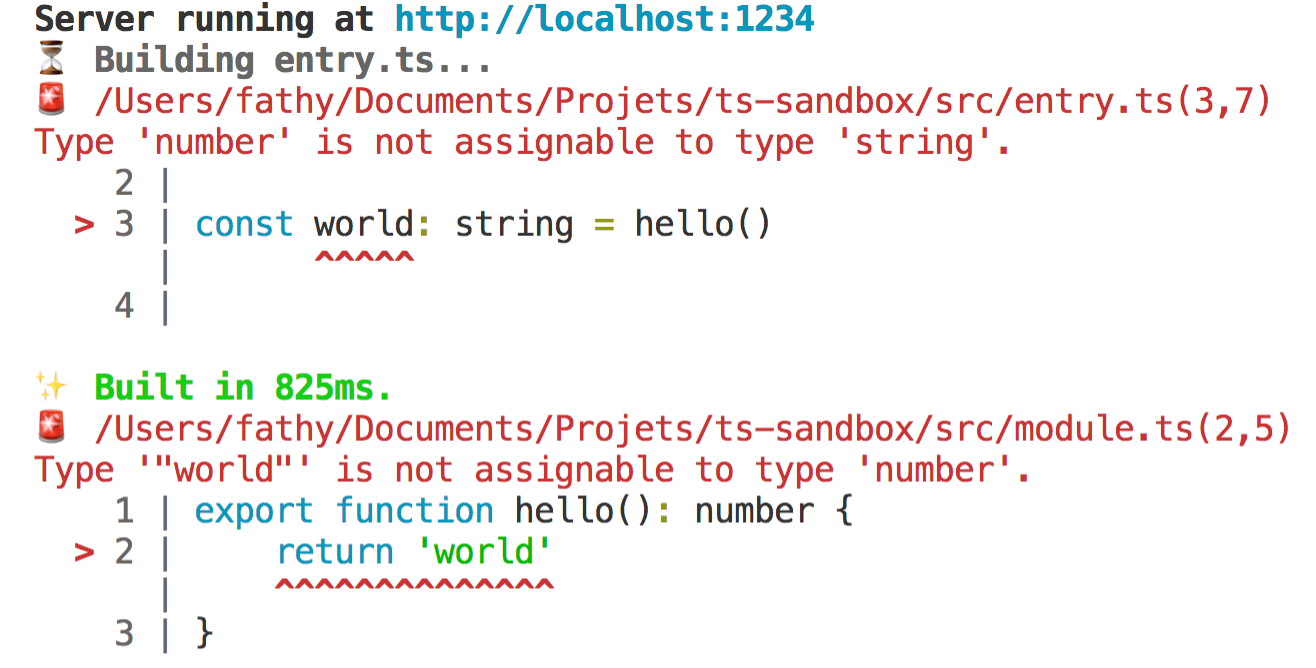 Server running at http://localhost:1234
⏳ Building entry.ts...
🚨 /Users/fathy/Documents/Projets/ts-sandbox/src/entry.ts(3,7)
Type 'number' is not assignable to type 'string'.
    2 |
  > 3 | const world: string = hello()
      |       ^^^^^
    4 |
✨ Built in 825ms.
🚨 /Users/fathy/Documents/Projets/ts-sandbox/src/module.ts(2,5)
Type '"world"' is not assignable to type 'number'.
    1 | export function hello(): number {
  > 2 |     return 'world'
      |     ^^^^^^^^^^^^^^
    3 | }